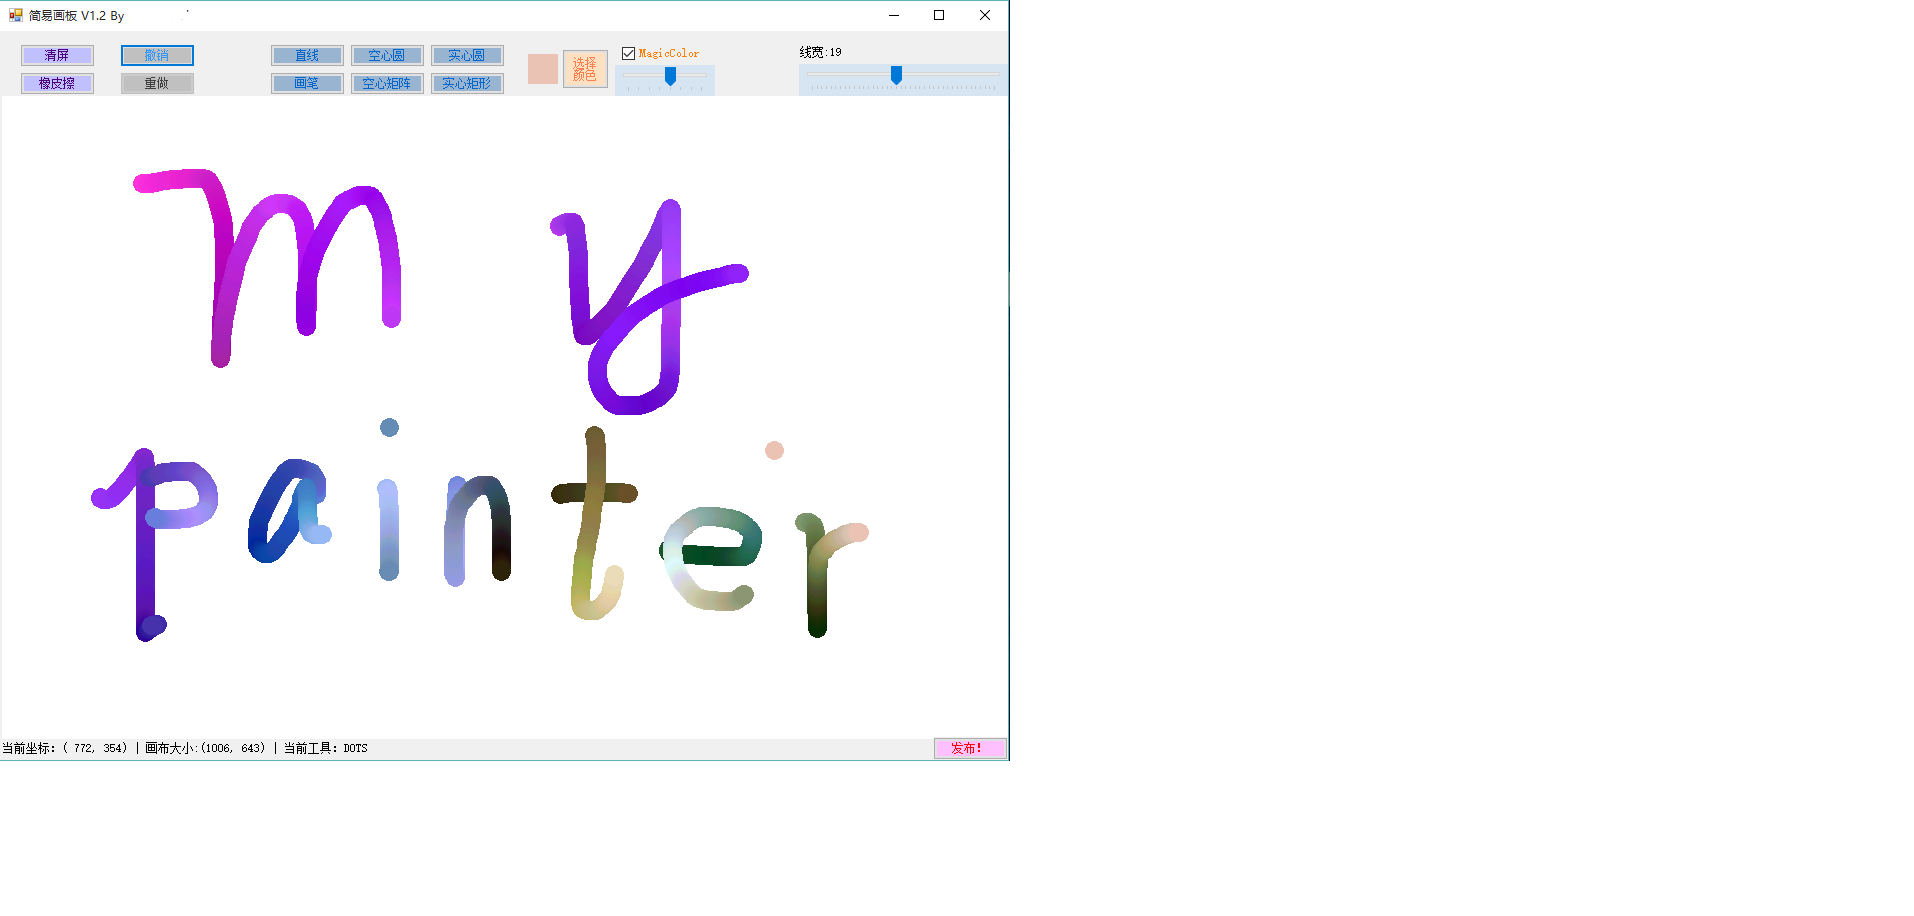 简易画板 V1.2 By
清屏 撤销 直线 空心圆 实心圆 选择颜色 MagicColor 线宽:19
橡皮擦 重做 画笔 空心矩阵 实心矩形
my
painter
当前坐标: ( 772, 354) | 画布大小:(1006, 643) | 当前工具: DOTS 发布!